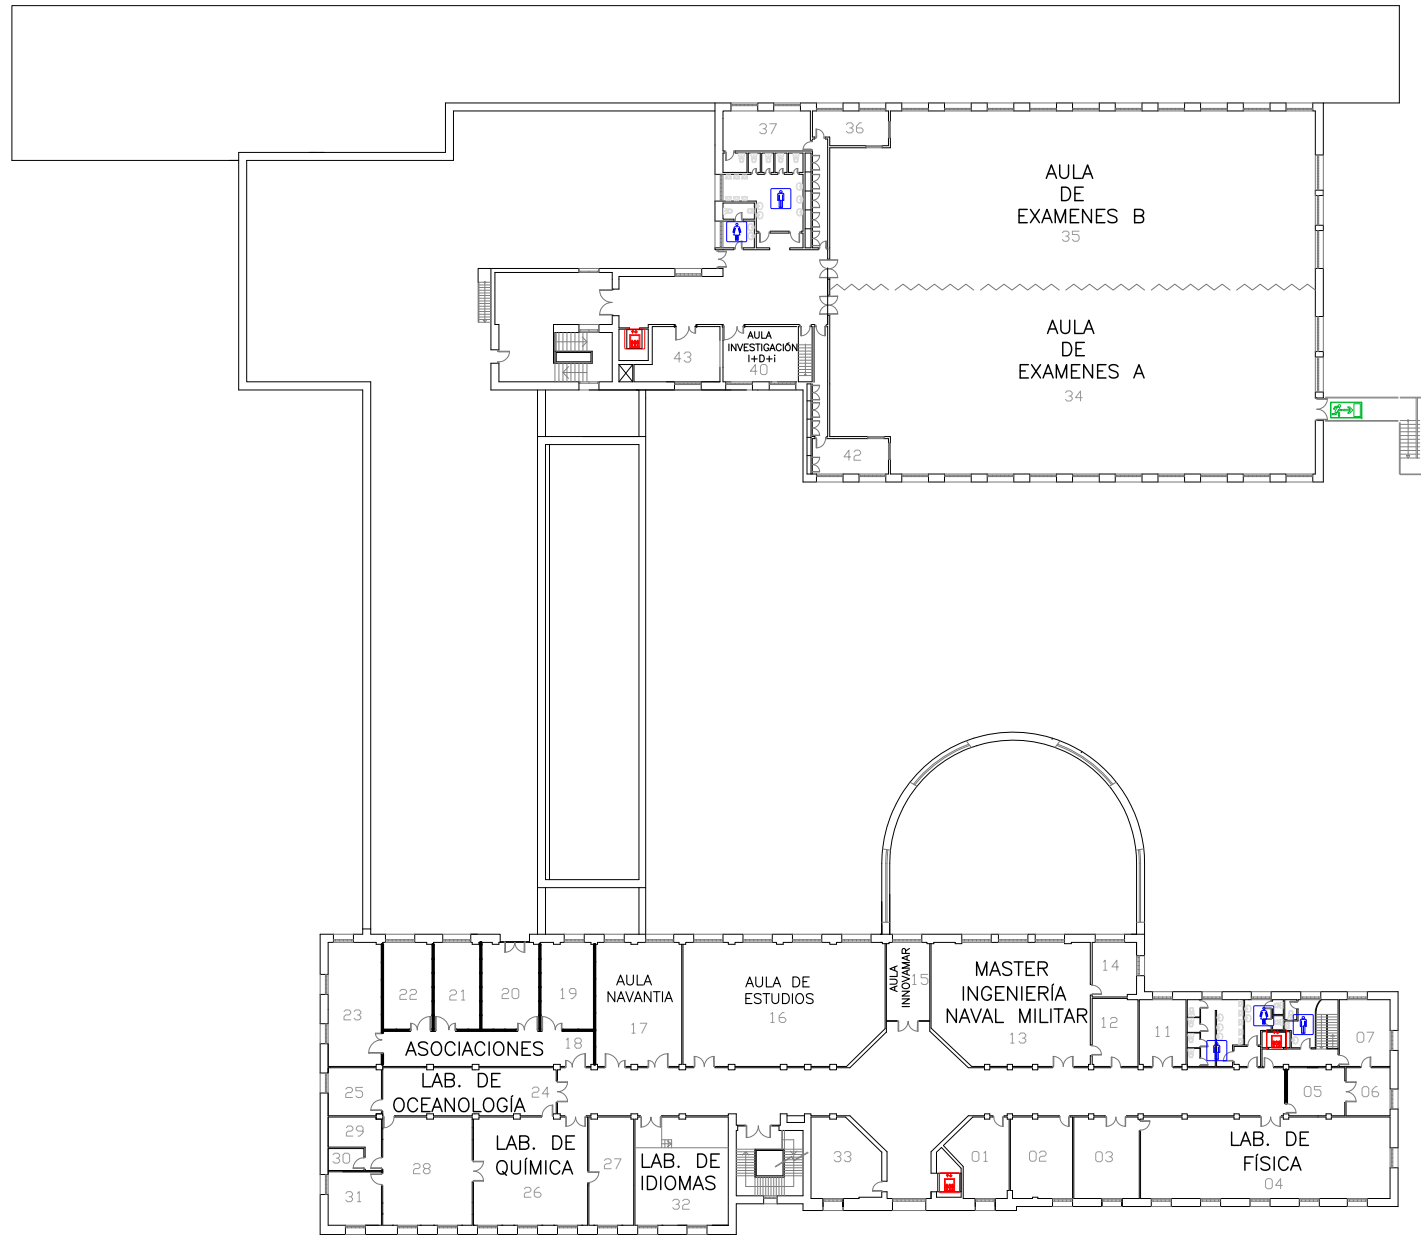 37
36
AULA
DE
EXAMENES B
35
AULA
DE
EXAMENES A
34
43
AULA
INVESTIGACIÓN
I+D+i
40
42
23
22
21
20
19
18
ASOCIACIONES
AULA
NAVANTIA
17
AULA DE
ESTUDIOS
16
AULA
INNOVAMAR
15
MASTER
INGENIERÍA
NAVAL MILITAR
13
14
12
11
07
25
LAB. DE
OCEANOLOGÍA
24
05
06
29
30
31
28
LAB. DE
QUÍMICA
26
27
LAB. DE
IDIOMAS
32
33
01
02
03
LAB. DE
FÍSICA
04